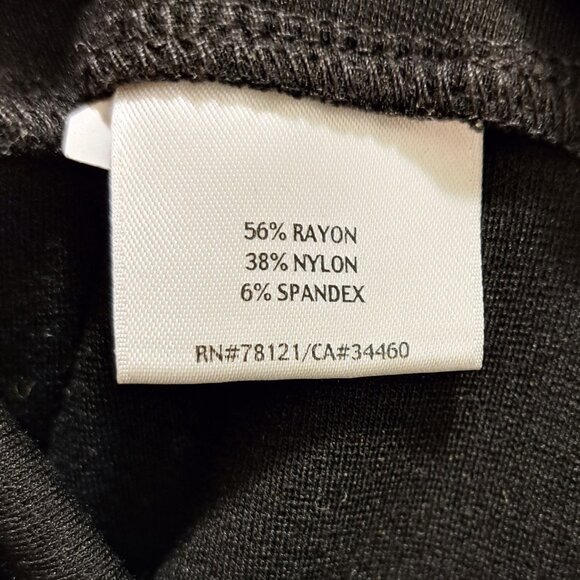 56% RAYON
38% NYLON
6% SPANDEX
RN#78121/CA#34460